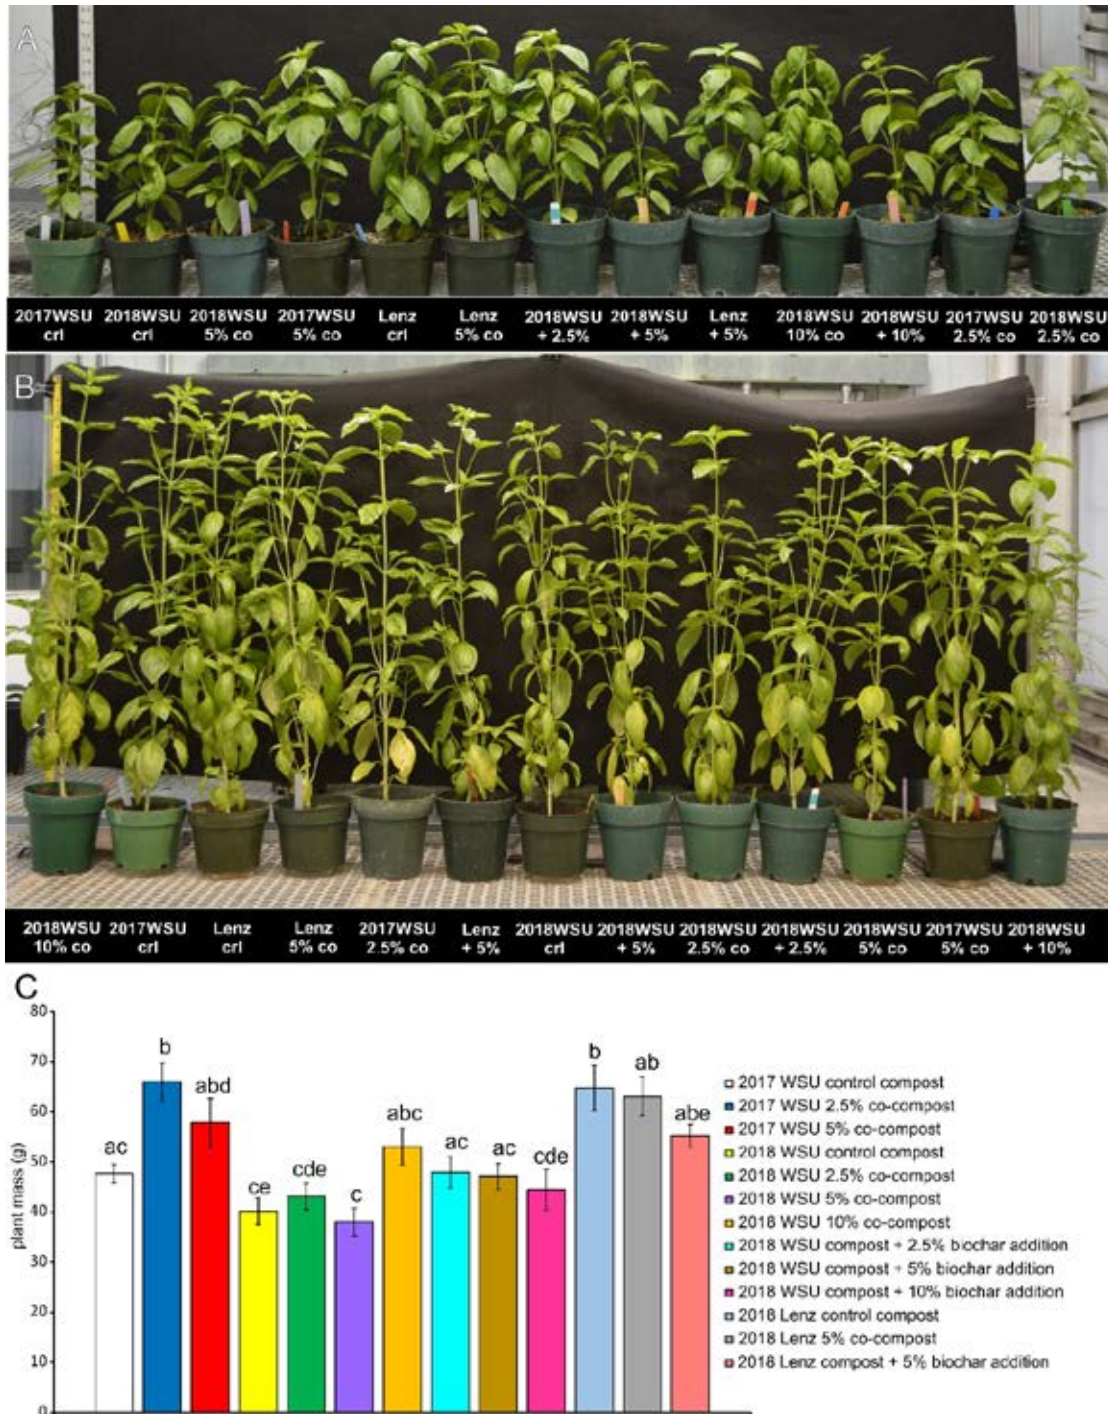 A
2017WSU crl
2018WSU crl
2018WSU 5% co
2017WSU 5% co
Lenz crl
Lenz 5% co
2018WSU + 2.5%
2018WSU + 5%
Lenz + 5%
2018WSU 10% co
2018WSU + 10%
2017WSU 2.5% co
2018WSU 2.5% co
B
2018WSU 10% co
2017WSU crl
Lenz crl
Lenz 5% co
2017WSU 2.5% co
Lenz + 5%
2018WSU crl
2018WSU + 5%
2018WSU 2.5% co
2018WSU + 2.5%
2018WSU 5% co
2017WSU 5% co
2018WSU + 10%
C
plant mass (g)
80
70
60
50
40
30
20
10
0
ac
b
abd
ce
cde
c
abc
ac
ac
cde
b
ab
abe
2017 WSU control compost
2017 WSU 2.5% co-compost
2017 WSU 5% co-compost
2018 WSU control compost
2018 WSU 2.5% co-compost
2018 WSU 5% co-compost
2018 WSU 10% co-compost
2018 WSU compost + 2.5% biochar addition
2018 WSU compost + 5% biochar addition
2018 WSU compost + 10% biochar addition
2018 Lenz control compost
2018 Lenz 5% co-compost
2018 Lenz compost + 5% biochar addition